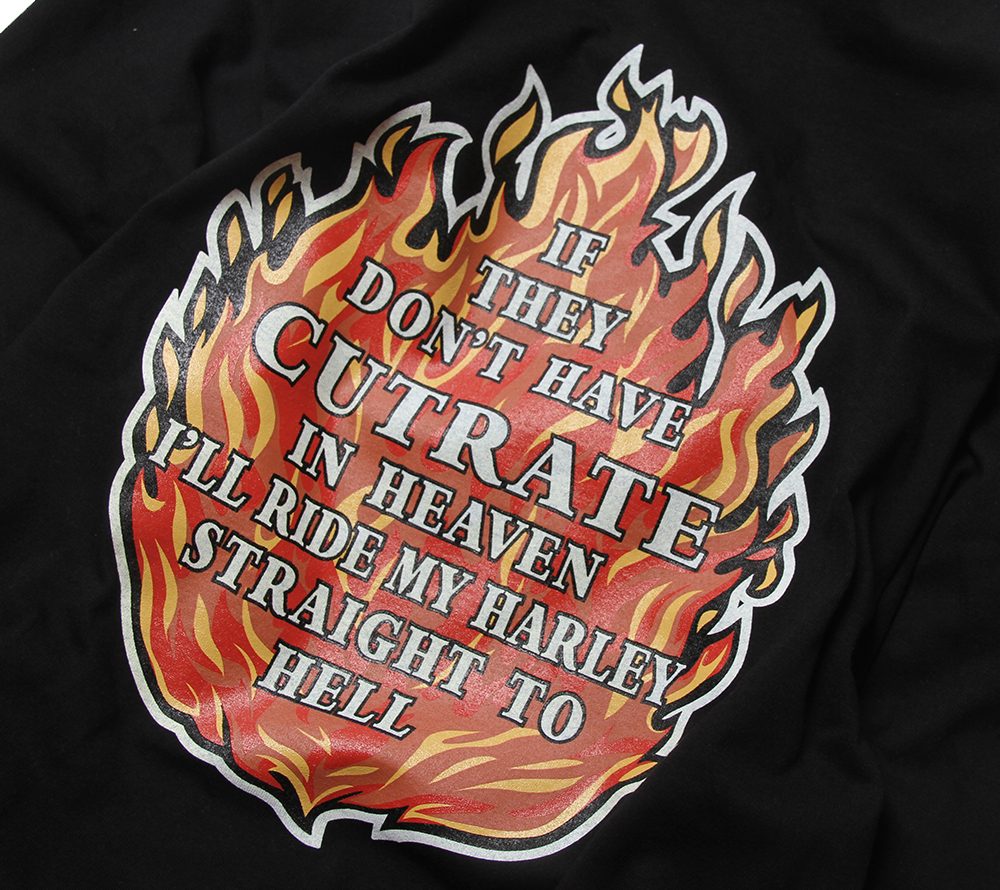 IF
THEY
DON'T HAVE
CUTRATE
IN HEAVEN
I'LL RIDE MY HARLEY
STRAIGHT TO
HELL